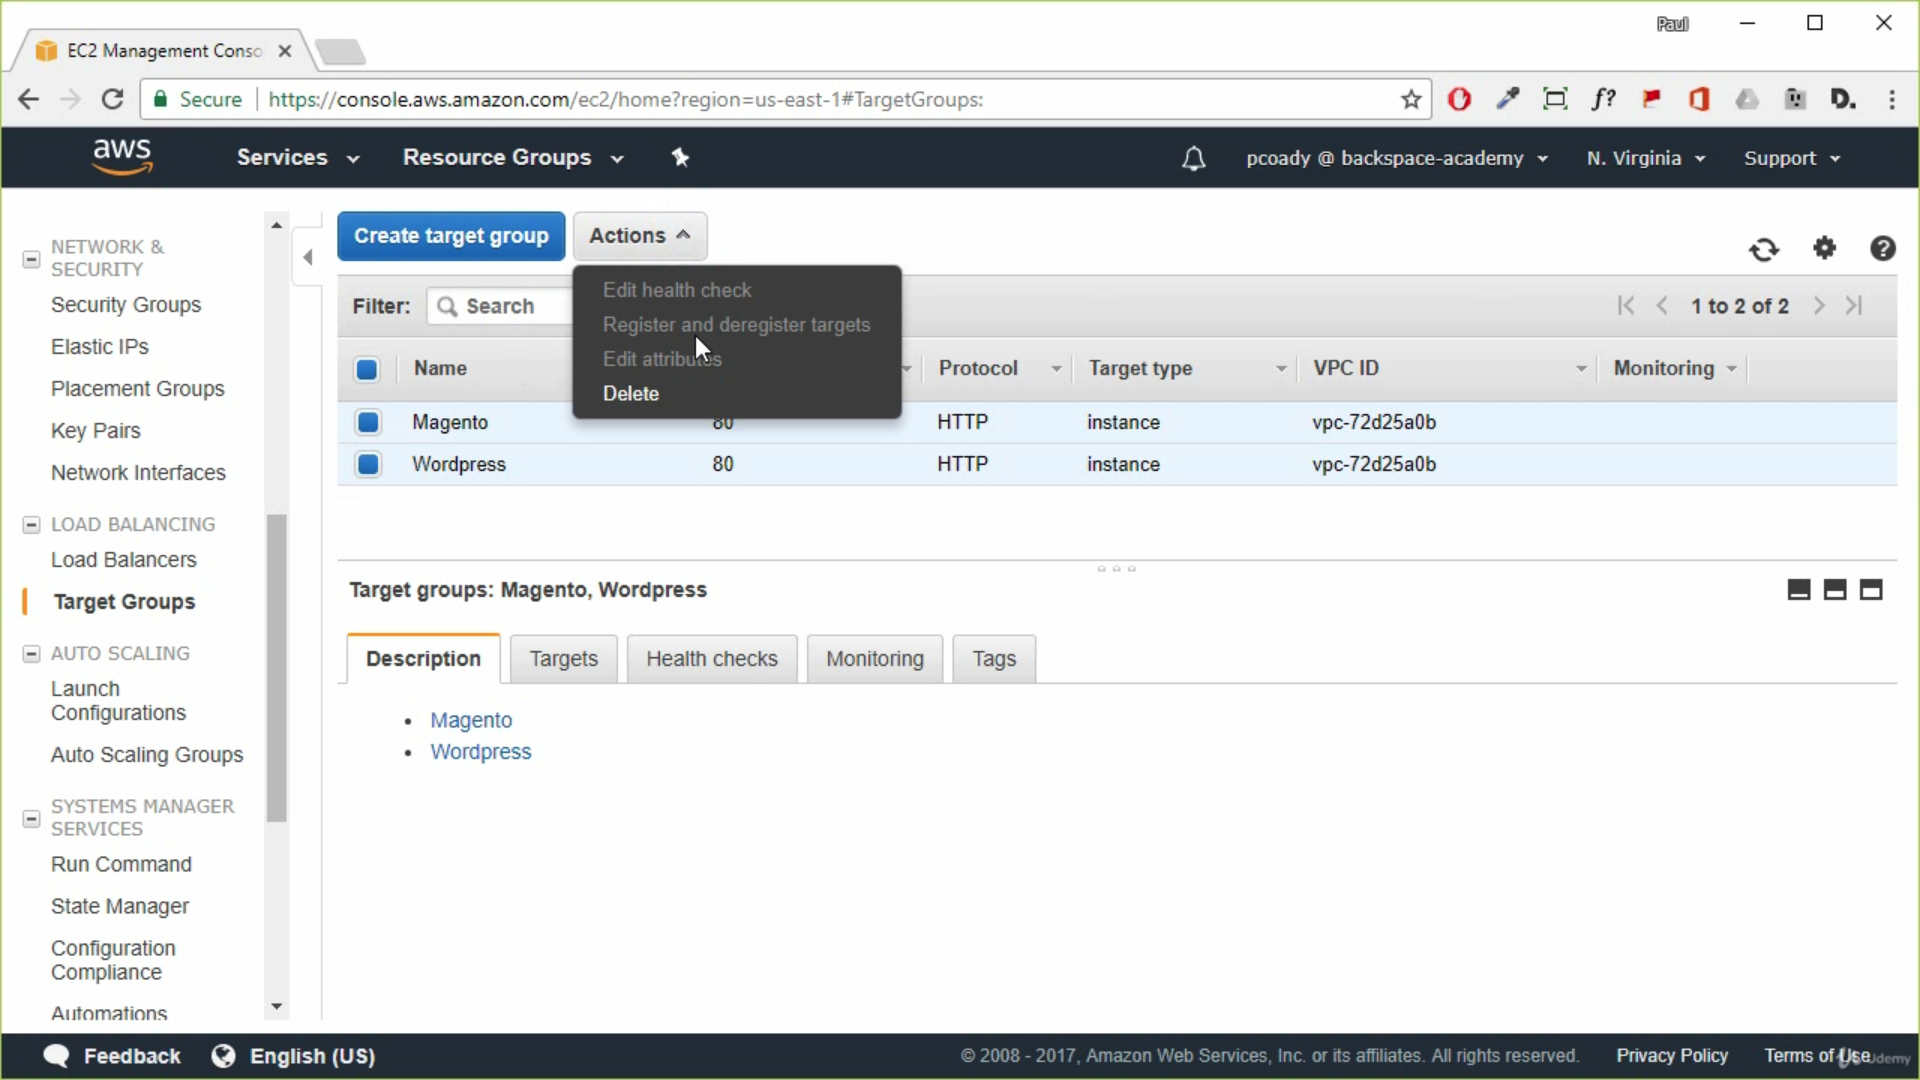 Paul
EC2 Management Conso
Secure
https://console.aws.amazon.com/ec2/home?region=us-east-1#TargetGroups:
f?
D.
aws
Services
Resource Groups
pcoady @ backspace-academy
N. Virginia
Support
NETWORK &
SECURITY
Security Groups
Elastic IPs
Placement Groups
Key Pairs
Network Interfaces
LOAD BALANCING
Load Balancers
Target Groups
AUTO SCALING
Launch
Configurations
Auto Scaling Groups
SYSTEMS MANAGER
SERVICES
Run Command
State Manager
Configuration
Compliance
Automations
Create target group
Actions
Edit health check
Register and deregister targets
Edit attributes
Delete
Filter:
Search
1 to 2 of 2
Name
Protocol
Target type
VPC ID
Monitoring
Magento
80
HTTP
instance
vpc-72d25a0b
Wordpress
80
HTTP
instance
vpc-72d25a0b
Target groups: Magento, Wordpress
Description
Targets
Health checks
Monitoring
Tags
Magento
Wordpress
Feedback
English (US)
© 2008 - 2017, Amazon Web Services, Inc. or its affiliates. All rights reserved.
Privacy Policy
Terms of Use
Udemy